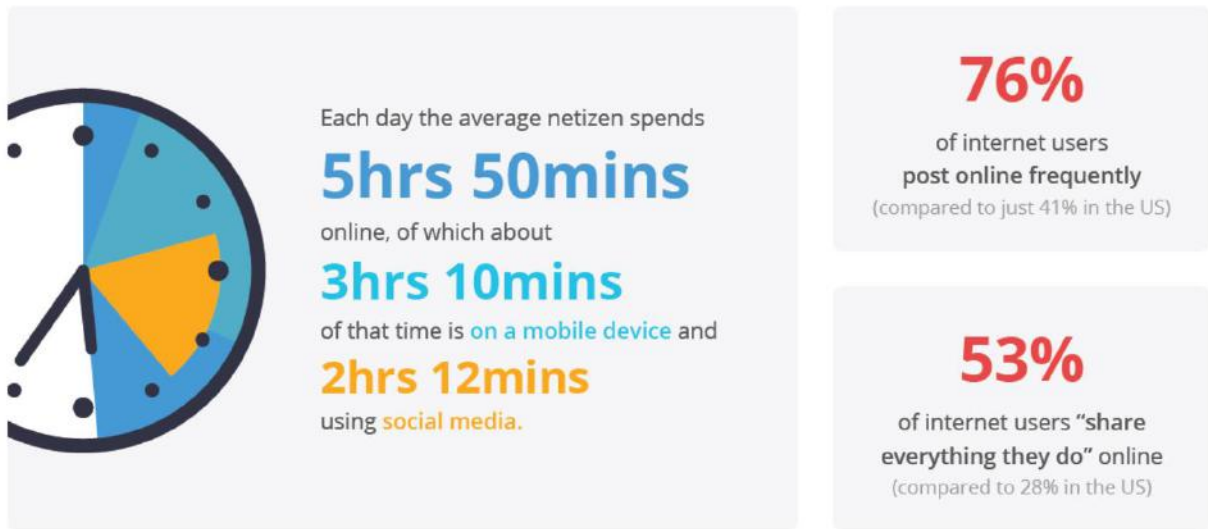 Each day the average netizen spends
5hrs 50mins
online, of which about
3hrs 10mins
of that time is on a mobile device and
2hrs 12mins
using social media.
76%
of internet users
post online frequently
(compared to just 41% in the US)
53%
of internet users “share
everything they do” online
(compared to 28% in the US)